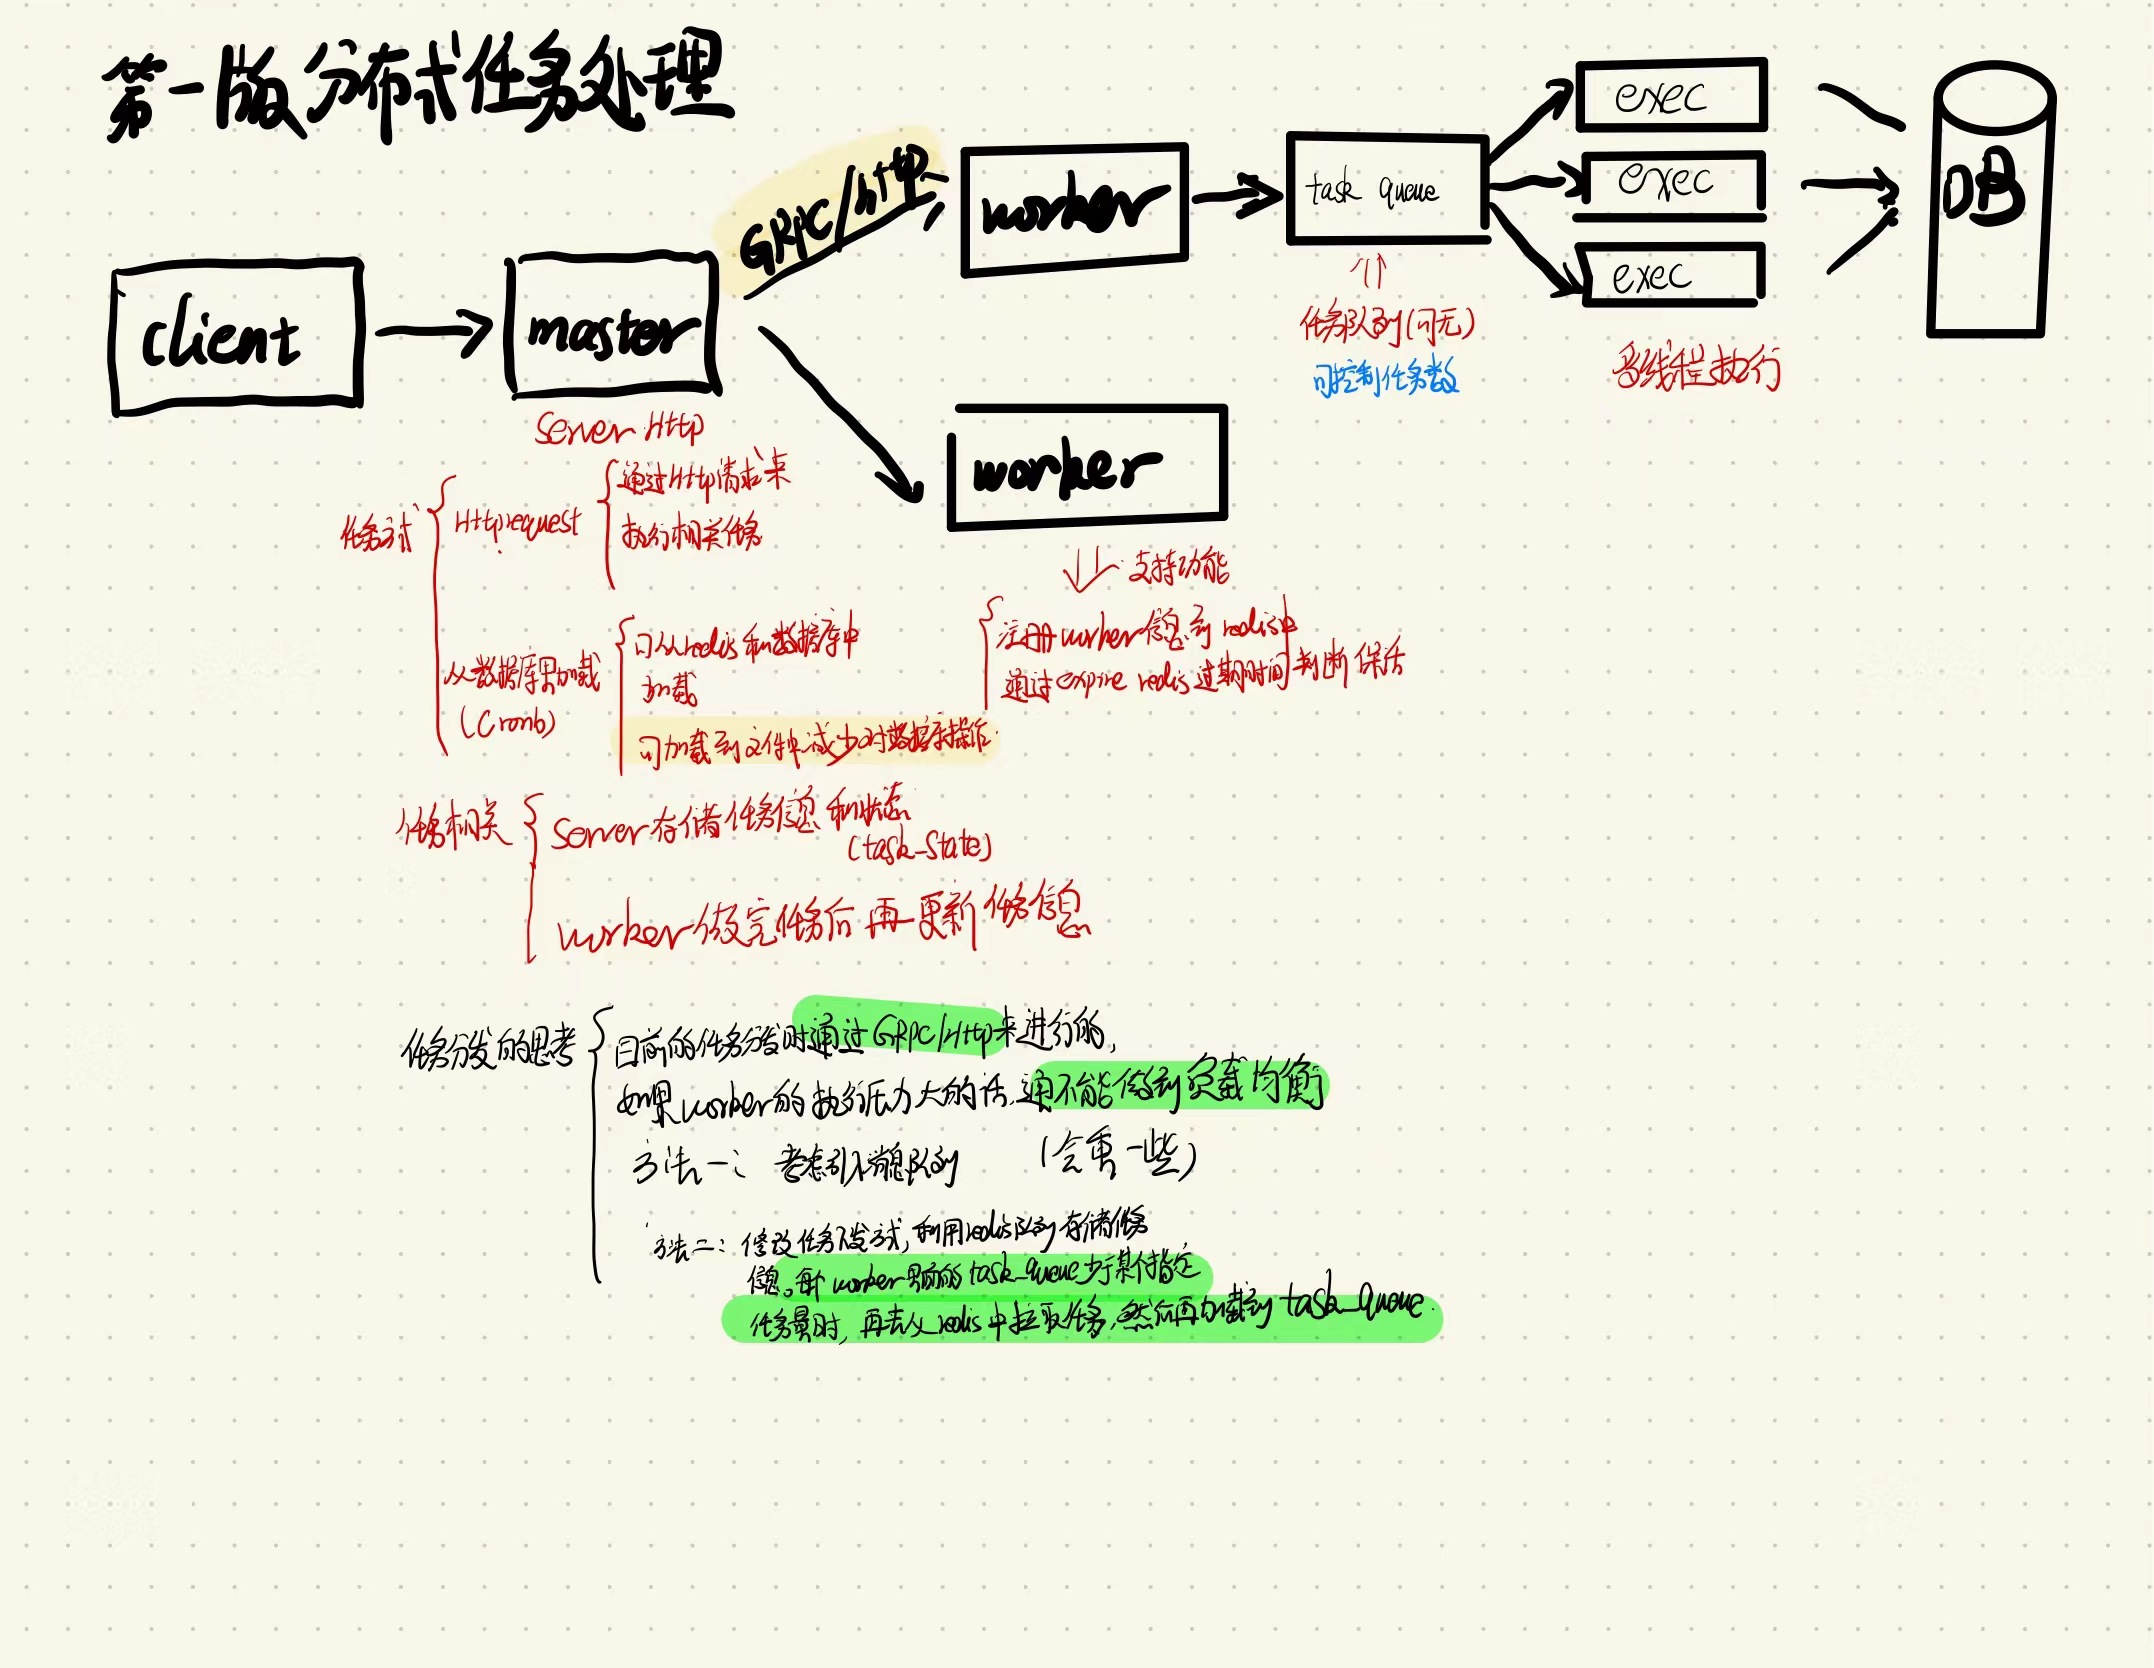 第一版分布式任务处理
client
master
GRPC/http
worker
task queue
exec
exec
exec
DB
任务队列(可无)
可控制任务数
多线程执行
Server Http
worker
任务方式
Http request
通过Http请求来
执行相关任务
从数据库里加载
(Cronb)
可从redis和数据库中
加载
可加载到文件中减少对数据库操作
支持功能
注册worker信息到redis中
通过expire redis过期时间判断保活
任务相关
Server存储任务信息和状态
(task_State)
worker做完任务后再更新任务信息
任务分发的思考
目前的任务分发时通过GRPC/Http来进行的,
如果worker的执行压力大的话,通不能做到负载均衡
方法一: 考虑引入消息队列 (会重一些)
方法二: 修改任务下发方式,利用redis队列存储任务
信息。每个worker里面的task_queue少于某个指定
任务量时, 再去从redis中拉取任务,然后再加载到task_queue.